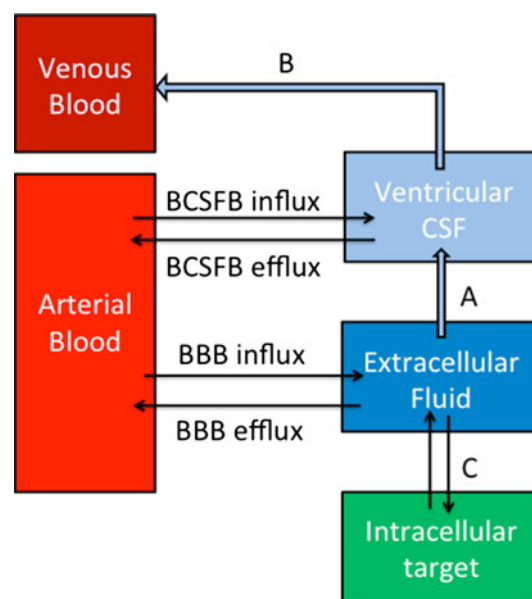 B
Venous
Blood
Ventricular
CSF
BCSFB influx
BCSFB efflux
A
Arterial
Blood
BBB influx
Extracellular
Fluid
BBB efflux
C
Intracellular
target